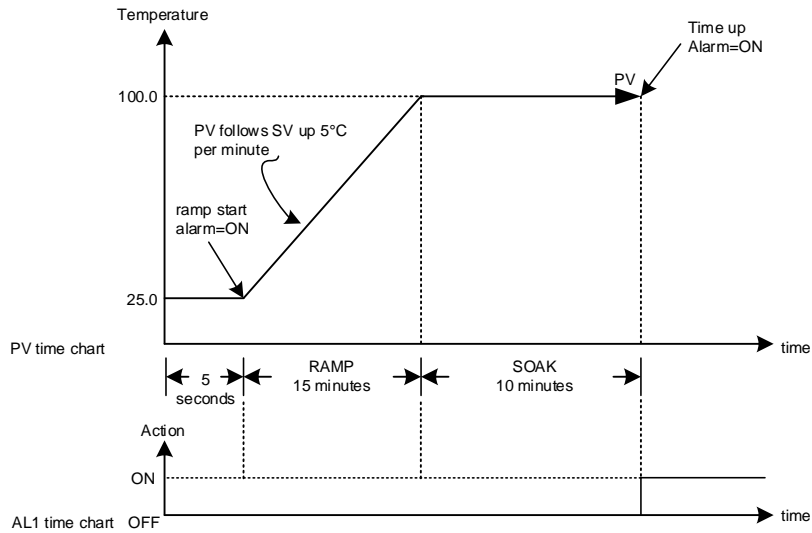 Temperature
Time up
Alarm=ON
PV
100.0
PV follows SV up 5°C
per minute
ramp start
alarm=ON
25.0
PV time chart
time
5
seconds
RAMP
15 minutes
SOAK
10 minutes
Action
ON
AL1 time chart
OFF
time